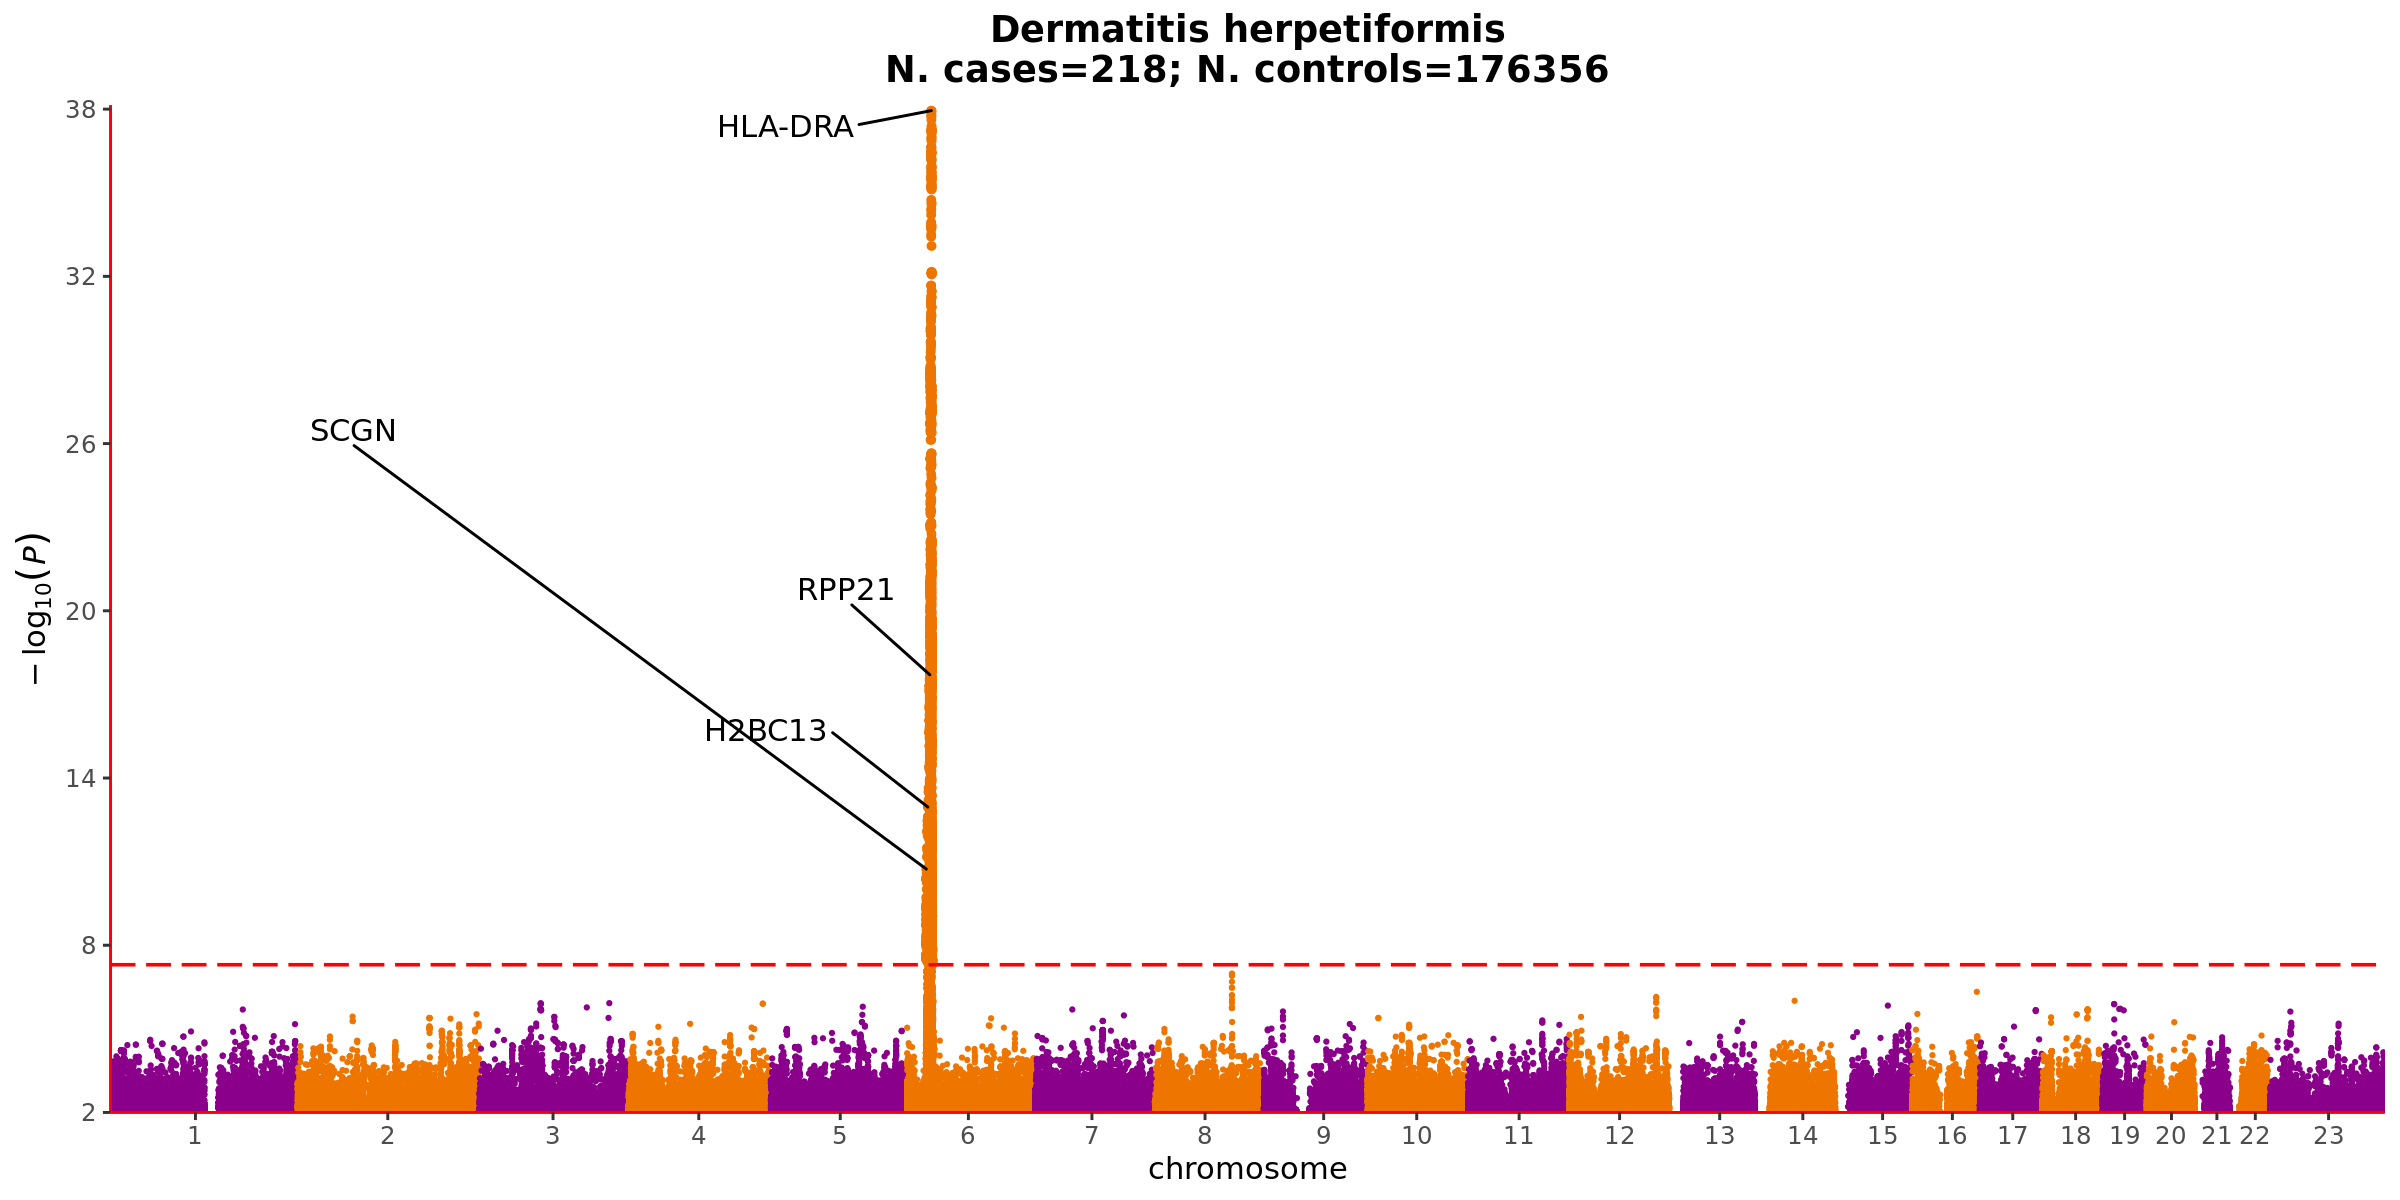 Dermatitis herpetiformis
N. cases=218; N. controls=176356
38
32
26
20
14
8
2
− log10(P)
HLA-DRA
SCGN
RPP21
H2BC13
1 2 3 4 5 6 7 8 9 10 11 12 13 14 15 16 17 18 19 20 21 22 23
chromosome